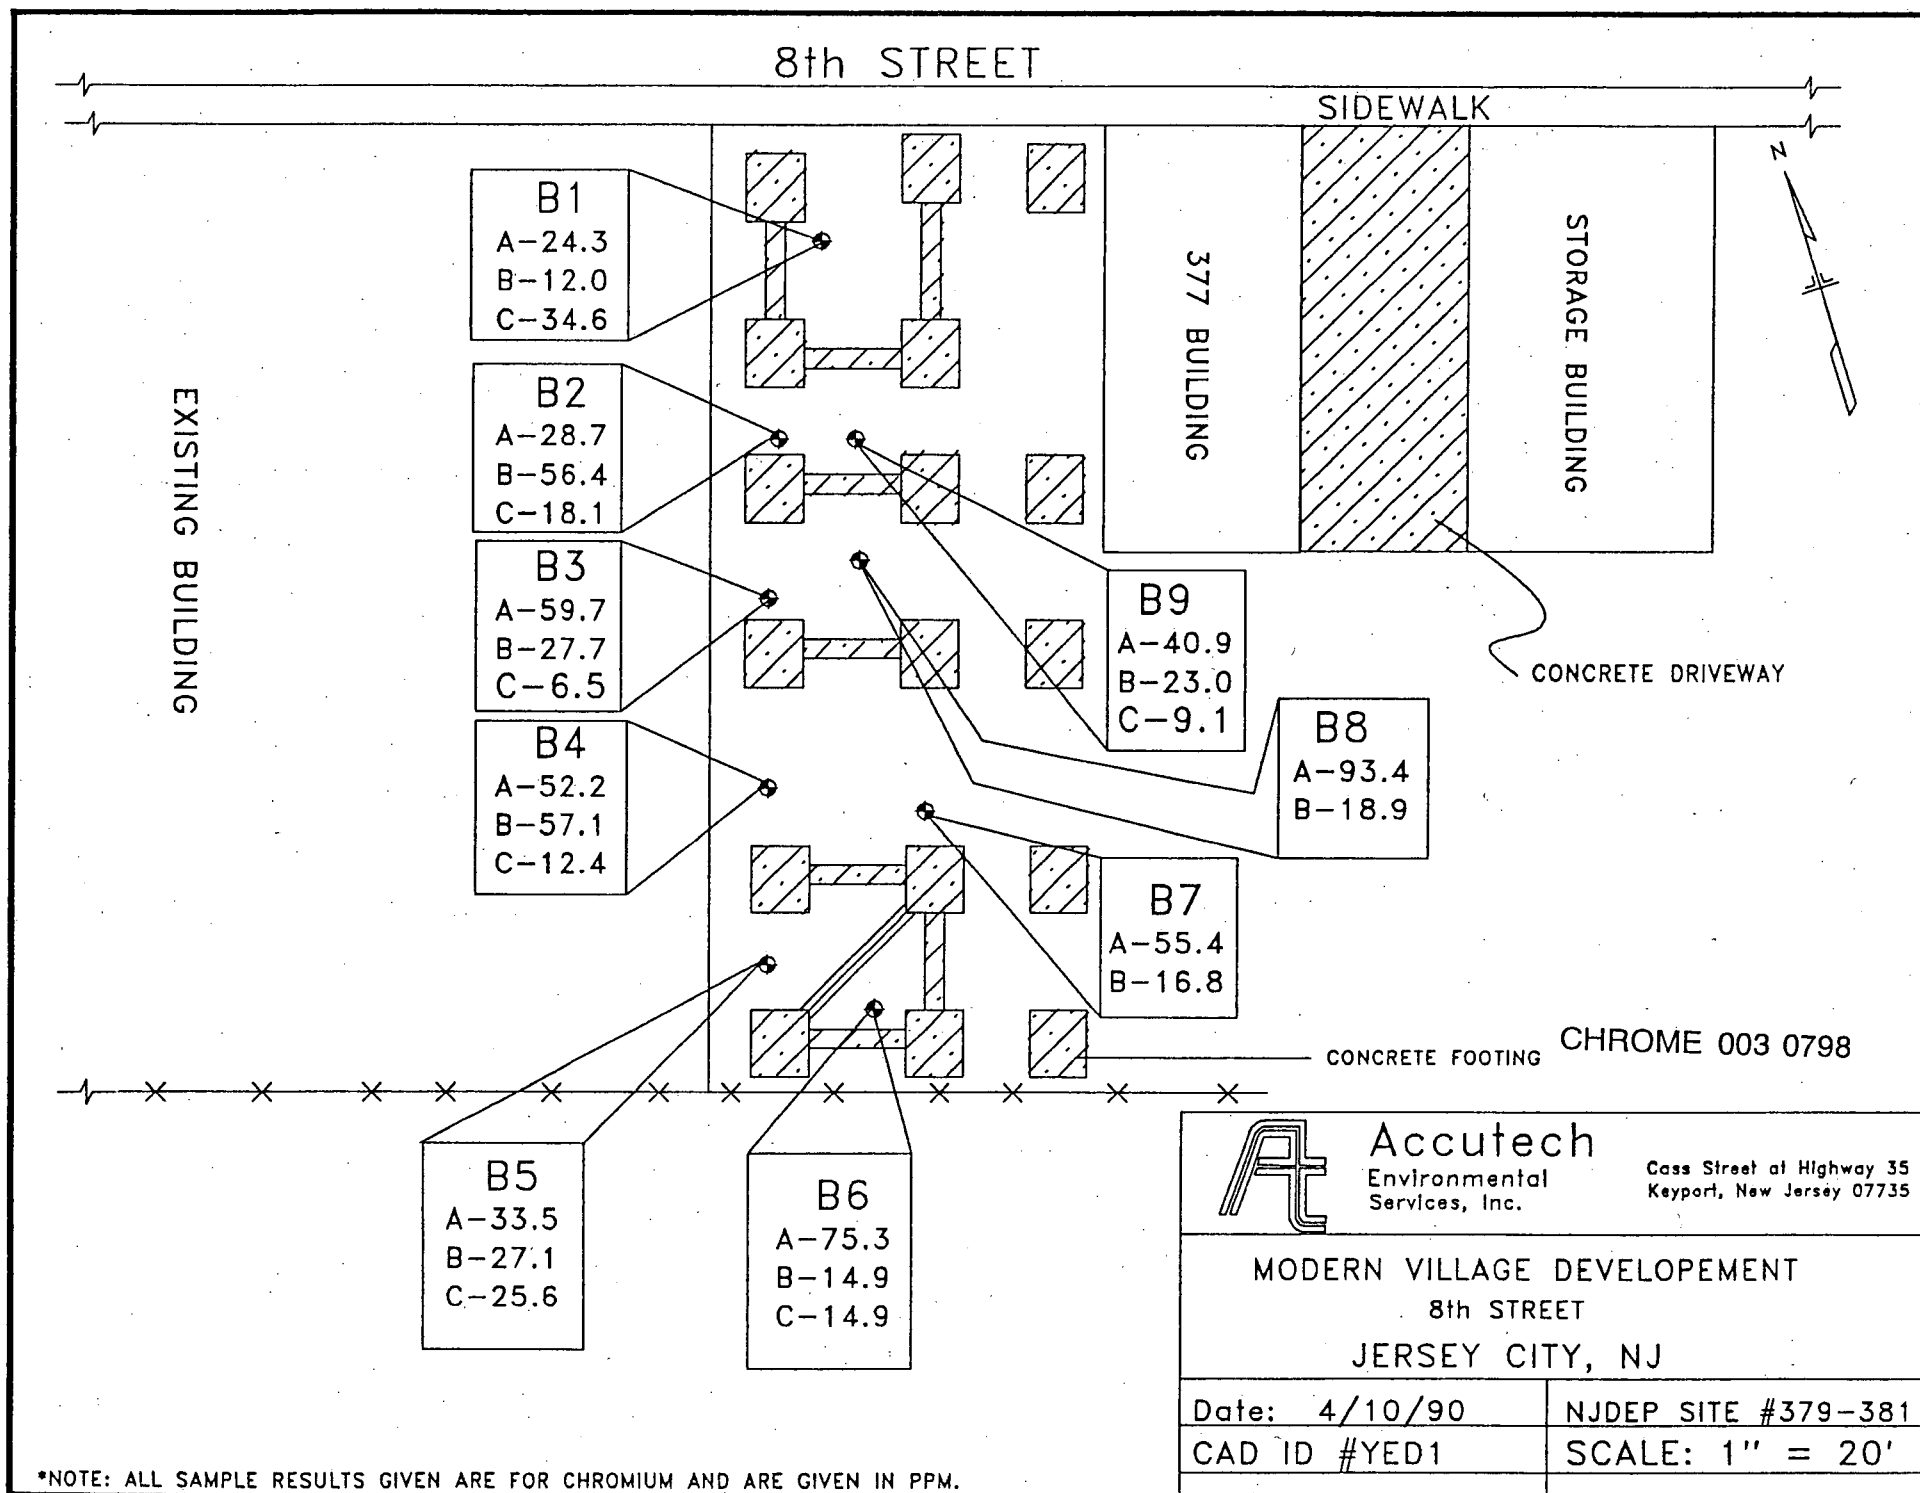 8th STREET
SIDEWALK
N
B1
A-24.3
B-12.0
C-34.6
B2
A-28.7
B-56.4
C-18.1
B3
A-59.7
B-27.7
C-6.5
B4
A-52.2
B-57.1
C-12.4
EXISTING BUILDING
377 BUILDING
STORAGE BUILDING
B9
A-40.9
B-23.0
C-9.1
CONCRETE DRIVEWAY
B8
A-93.4
B-18.9
B7
A-55.4
B-16.8
CONCRETE FOOTING
CHROME 003 0798
B5
A-33.5
B-27.1
C-25.6
B6
A-75.3
B-14.9
C-14.9
At
Accutech
Environmental
Services, Inc.
Cass Street at Highway 35
Keyport, New Jersey 07735
MODERN VILLAGE DEVELOPEMENT
8th STREET
JERSEY CITY, NJ
Date: 4/10/90
NJDEP SITE #379-381
CAD ID #YED1
SCALE: 1" = 20'
*NOTE: ALL SAMPLE RESULTS GIVEN ARE FOR CHROMIUM AND ARE GIVEN IN PPM.